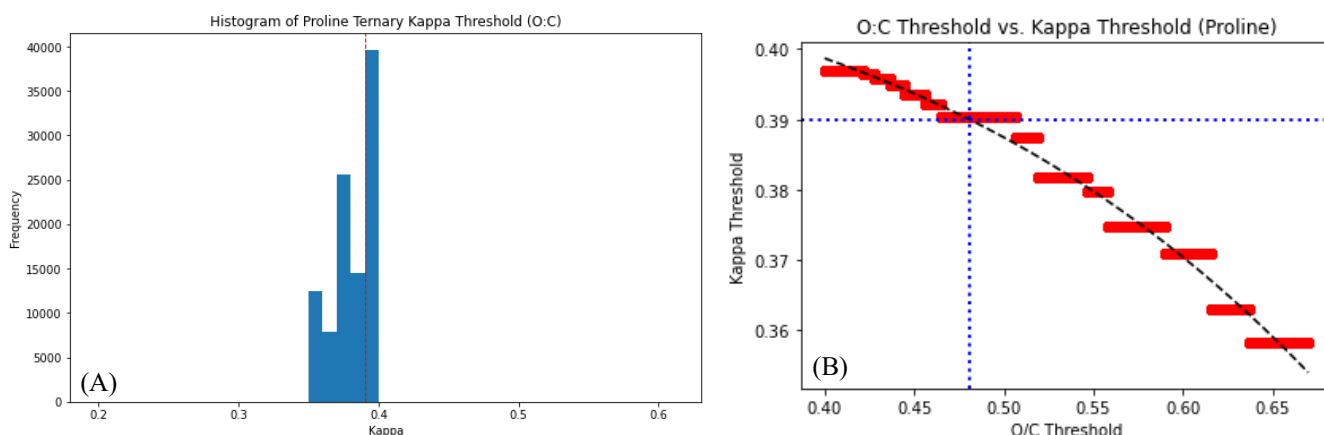 Histogram of Proline Ternary Kappa Threshold (O:C)
40000
35000
30000
25000
20000
15000
10000
5000
0
Frequency
0.2 0.3 0.4 0.5 0.6
Kappa
(A)
O:C Threshold vs. Kappa Threshold (Proline)
0.40
0.39
0.38
0.37
0.36
Kappa Threshold
0.40 0.45 0.50 0.55 0.60 0.65
O/C Threshold
(B)